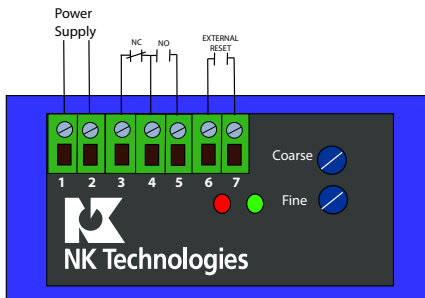 Power
Supply
NC NO
EXTERNAL
RESET
1 2 3 4 5 6 7
Coarse
Fine
NK Technologies